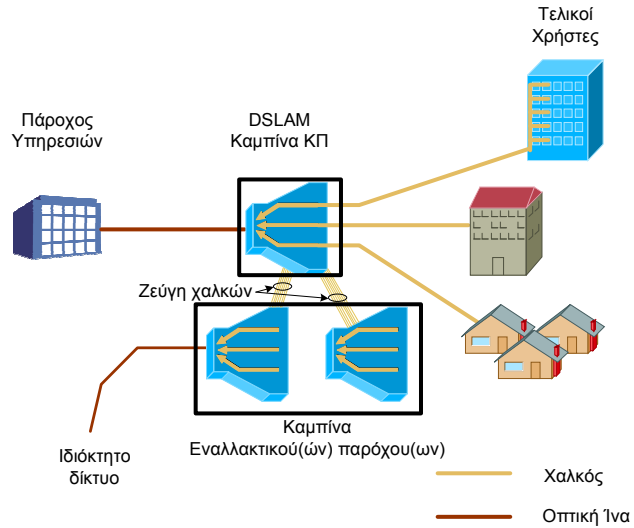 Τελικοί
Χρήστες
Πάροχος
Υπηρεσιών
DSLAM
Καμπίνα ΚΠ
Ζεύγη χαλκών
Καμπίνα
Εναλλακτικού(ών) παρόχου(ων)
Ιδιόκτητο
δίκτυο
Χαλκός
Οπτική Ίνα